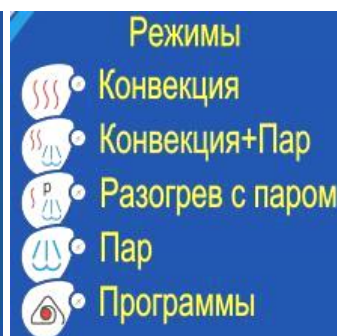 Режимы
Конвекция
Конвекция+Пар
P
Разогрев с паром
Пар
Программы